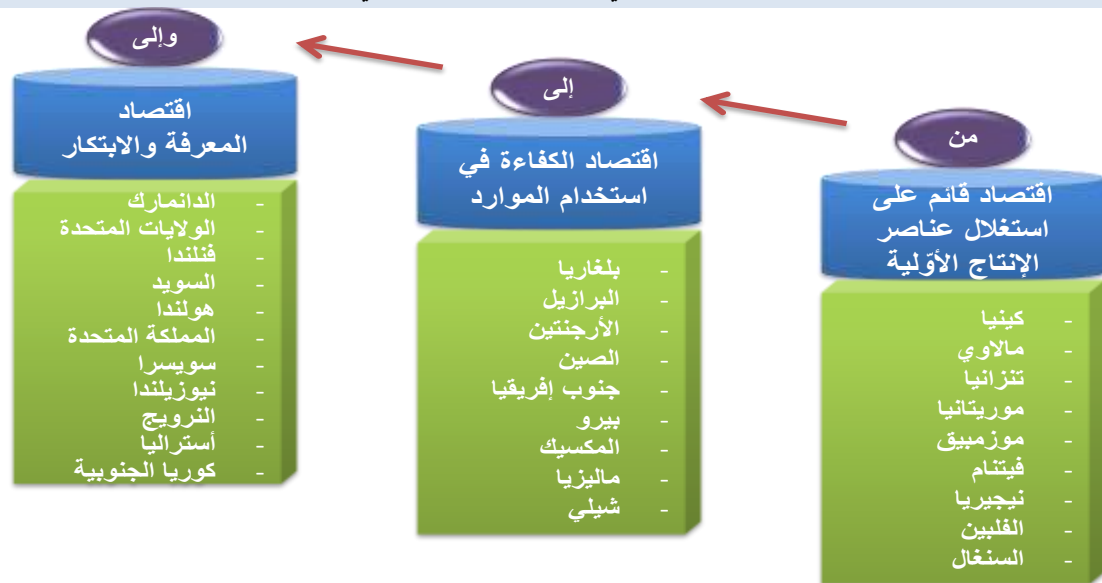 من
اقتصاد قائم على
استغلال عناصر
الإنتاج الأوّلية
- كينيا
- مالاوي
- تنزانيا
- موريتانيا
- موزمبيق
- فيتنام
- نيجيريا
- الفلبين
- السنغال
إلى
اقتصاد الكفاءة في
استخدام الموارد
- بلغاريا
- البرازيل
- الأرجنتين
- الصين
- جنوب إفريقيا
- بيرو
- المكسيك
- ماليزيا
- شيلي
وإلى
اقتصاد
المعرفة والابتكار
- الدانمارك
- الولايات المتحدة
- فنلندا
- السويد
- هولندا
- المملكة المتحدة
- سويسرا
- نيوزيلندا
- النرويج
- أستراليا
- كوريا الجنوبية